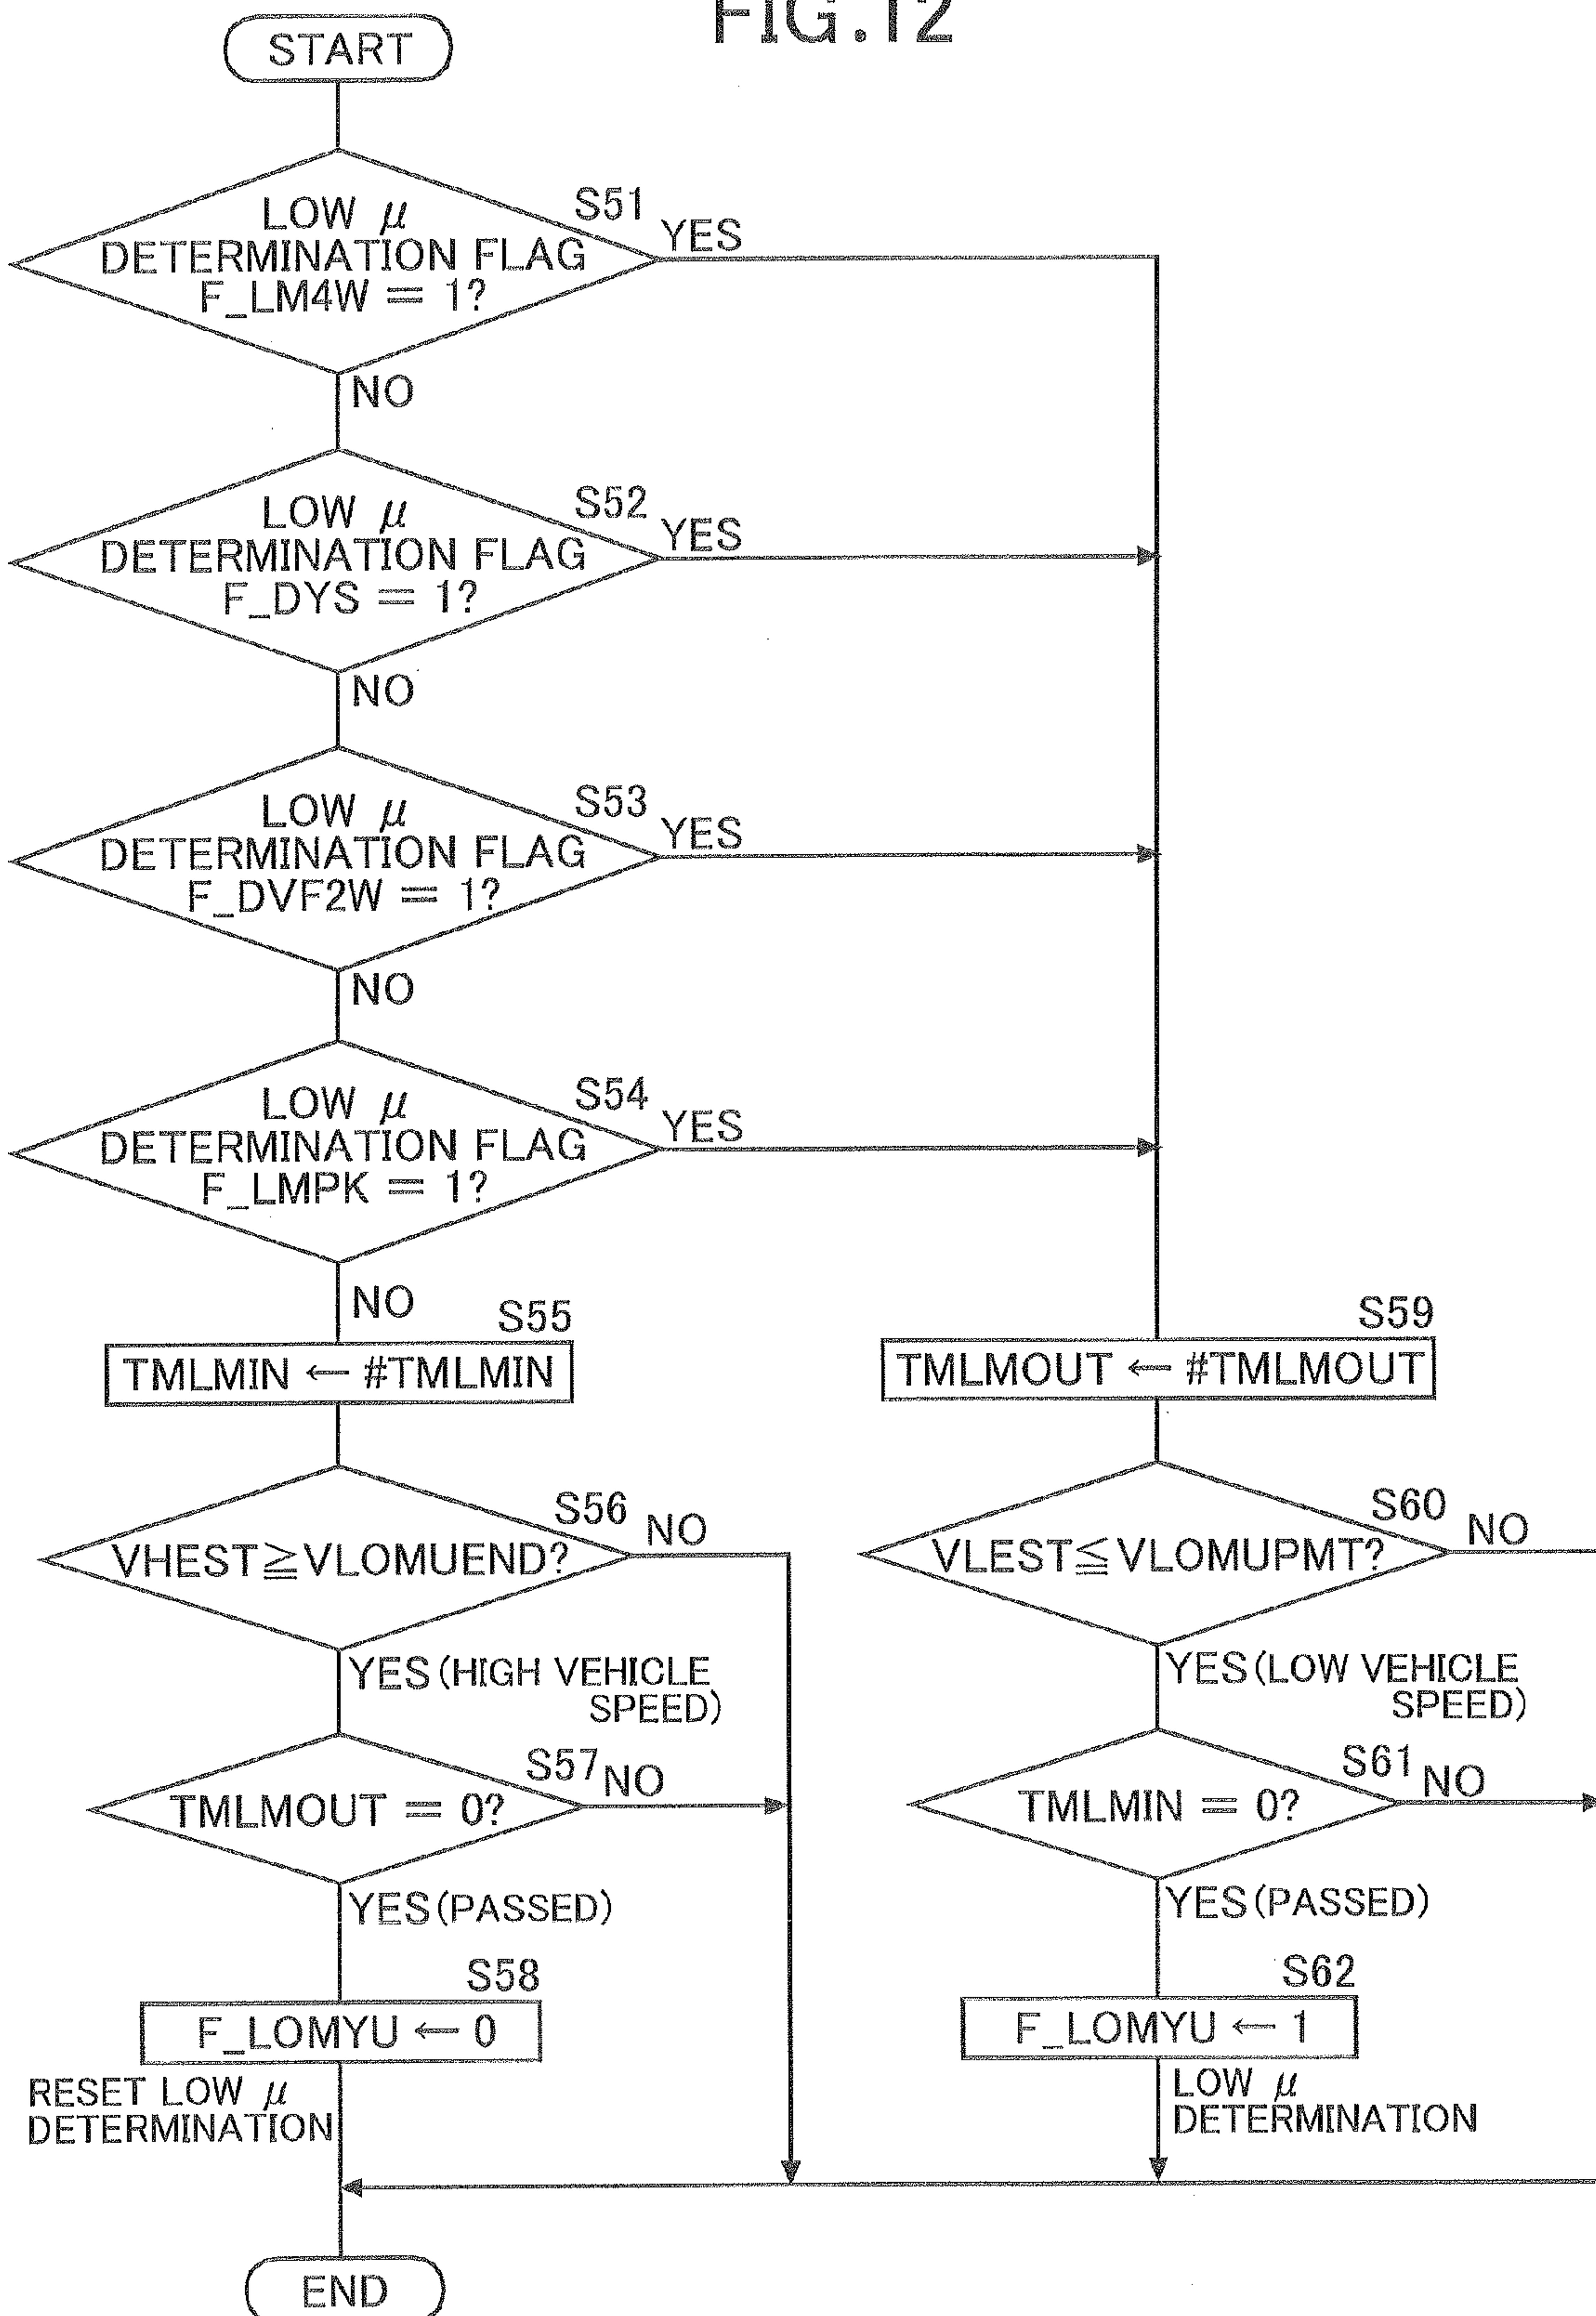 FIG.12
START
LOW μ
DETERMINATION FLAG
F_LM4W = 1?
S51
YES
NO
LOW μ
DETERMINATION FLAG
F_DYS = 1?
S52
YES
NO
LOW μ
DETERMINATION FLAG
F_DVF2W = 1?
S53
YES
NO
LOW μ
DETERMINATION FLAG
F_LMPK = 1?
S54
YES
NO
S55
TMLMIN ← #TMLMIN
S59
TMLMOUT ← #TMLMOUT
S56
VHEST≧VLOMUEND?
NO
YES(HIGH VEHICLE
SPEED)
S60
VLEST≦VLOMUPMT?
NO
YES(LOW VEHICLE
SPEED)
S57
TMLMOUT = 0?
NO
YES(PASSED)
S61
TMLMIN = 0?
NO
YES(PASSED)
S58
F_LOMYU ← 0
RESET LOW μ
DETERMINATION
S62
F_LOMYU ← 1
LOW μ
DETERMINATION
END